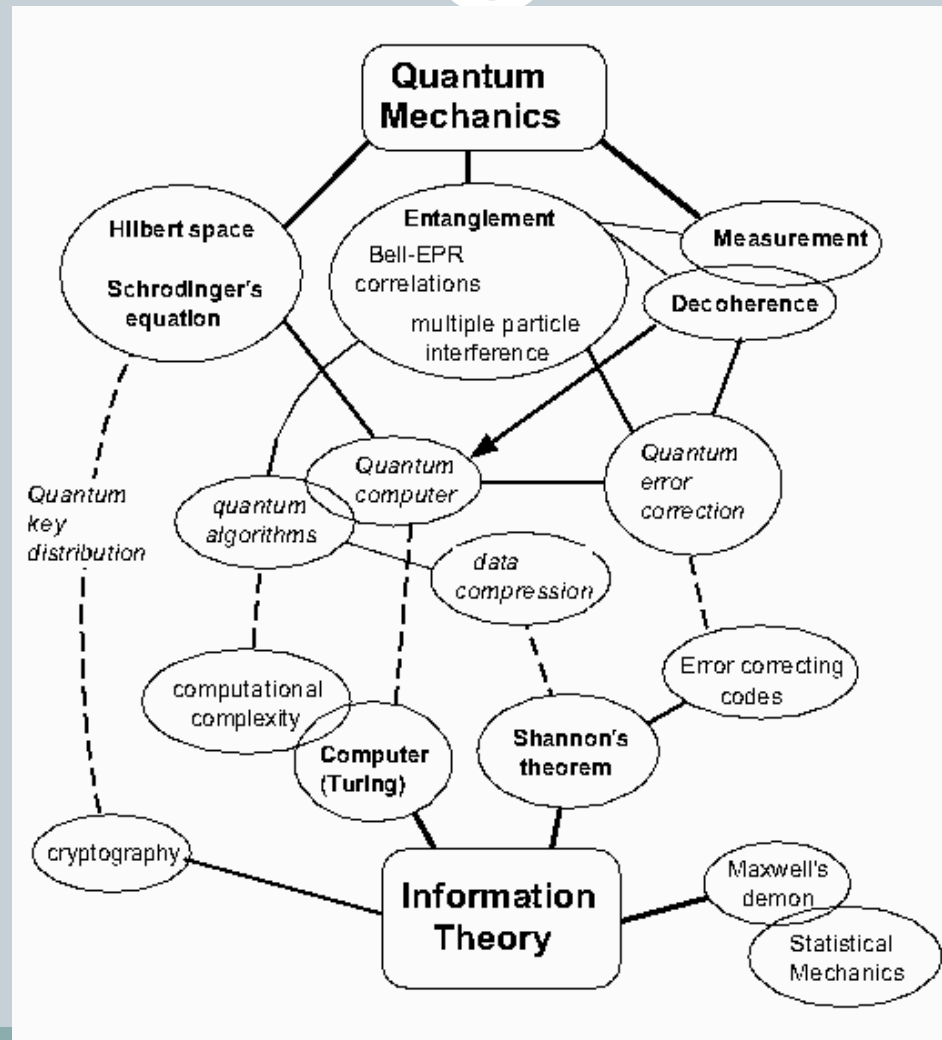 Quantum
Mechanics
Hilbert space
Schrodinger's
equation
Entanglement
Bell-EPR
correlations
multiple particle
interference
Measurement
Decoherence
Quantum
computer
quantum
algorithms
Quantum
error
correction
Quantum
key
distribution
data
compression
computational
complexity
Computer
(Turing)
Shannon's
theorem
Error correcting
codes
cryptography
Information
Theory
Maxwell's
demon
Statistical
Mechanics